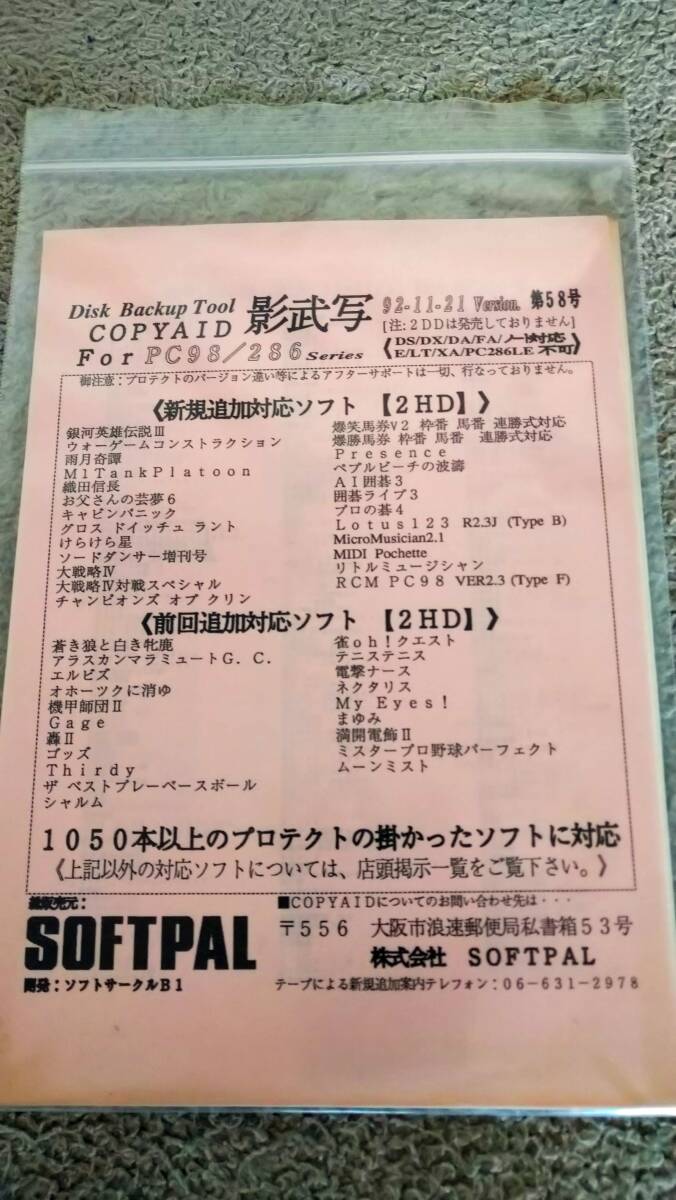 Disk Backup Tool
COPYAID
影武写
92-11-21 Version. 第58号
[注:2DDは発売しておりません]
For PC98/286 Series
《DS/DX/DA/FA/ノート対応
E/LT/XA/PC286LE 不可》
御注意:プロテクトのバージョン違い等によるアフターサポートは一切、行なっておりません。
《新規追加対応ソフト 【2HD】》
銀河英雄伝説Ⅲ
ウォーゲームコンストラクション
雨月奇譚
M1TankPlatoon
織田信長
お父さんの芸夢6
キャビンパニック
グロス ドイッチュ ラント
けらけら星
ソードダンサー増刊号
大戦略Ⅳ
大戦略Ⅳ対戦スペシャル
チャンピオンズ オブ クリン
爆笑馬券V2 枠番 馬番 連勝式対応
爆勝馬券 枠番 馬番 連勝式対応
Presence
ペブルビーチの波濤
AI囲碁3
囲碁ライブ3
プロの碁4
Lotus123 R2.3J (Type B)
MicroMusician2.1
MIDI Pochette
リトルミュージシャン
RCM PC98 VER2.3 (Type F)
《前回追加対応ソフト 【2HD】》
蒼き狼と白き牝鹿
アラスカンマラミュートG.C.
エルビズ
オホーツクに消ゆ
機甲師団Ⅱ
Gage
轟Ⅱ
ゴッズ
Thirdy
ザ ベストプレーベースボール
シャルム
雀oh!クエスト
テニステニス
電撃ナース
ネクタリス
My Eyes!
まゆみ
満開電飾Ⅱ
ミスタープロ野球パーフェクト
ムーンミスト
1050本以上のプロテクトの掛かったソフトに対応
《上記以外の対応ソフトについては、店頭掲示一覧をご覧下さい。》
総販売元:
SOFTPAL
開発:ソフトサークルB1
■COPYAIDについてのお問い合わせ先は・・・
〒556 大阪市浪速郵便局私書箱53号
株式会社 SOFTPAL
テープによる新規追加案内テレフォン:06-631-2978